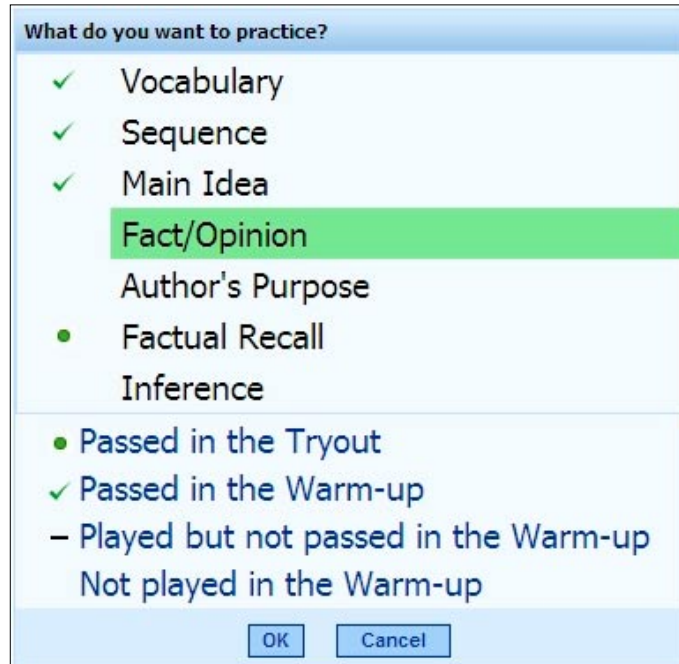 What do you want to practice?
✓ Vocabulary
✓ Sequence
✓ Main Idea
Fact/Opinion
Author's Purpose
● Factual Recall
Inference
● Passed in the Tryout
✓ Passed in the Warm-up
– Played but not passed in the Warm-up
Not played in the Warm-up
OK Cancel